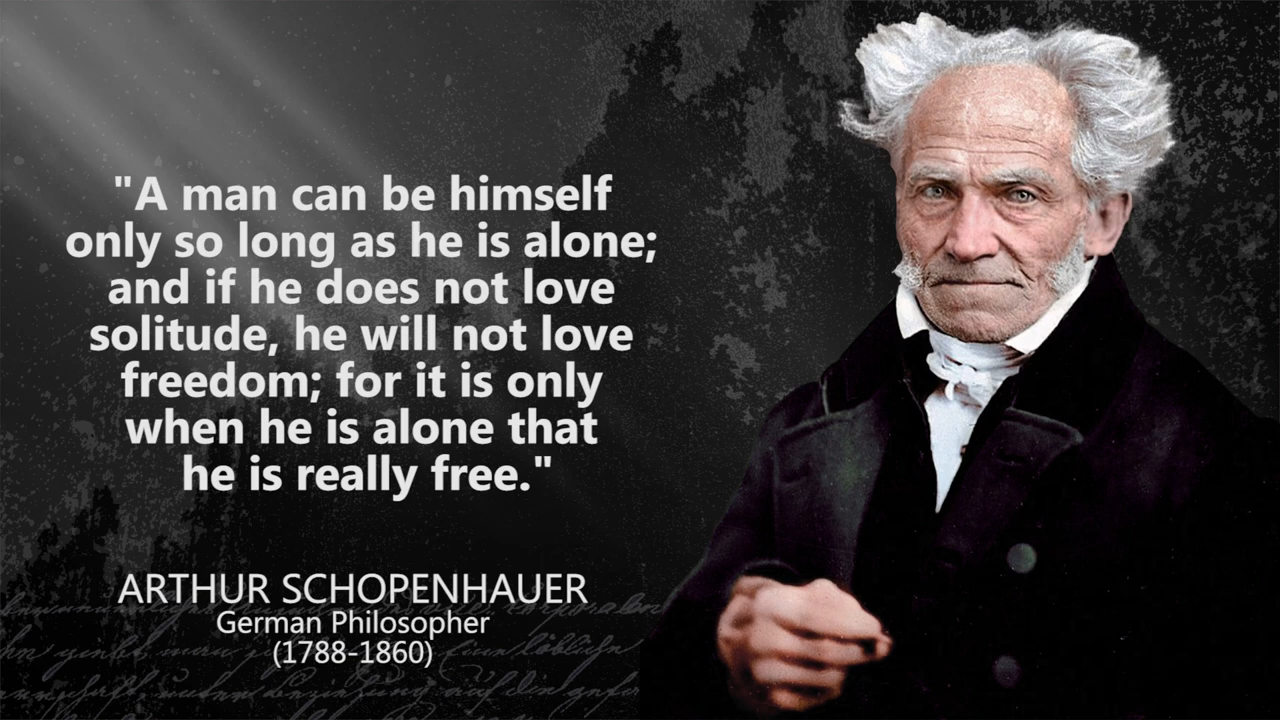 "A man can be himself
only so long as he is alone;
and if he does not love
solitude, he will not love
freedom; for it is only
when he is alone that
he is really free."
ARTHUR SCHOPENHAUER
German Philosopher
(1788-1860)